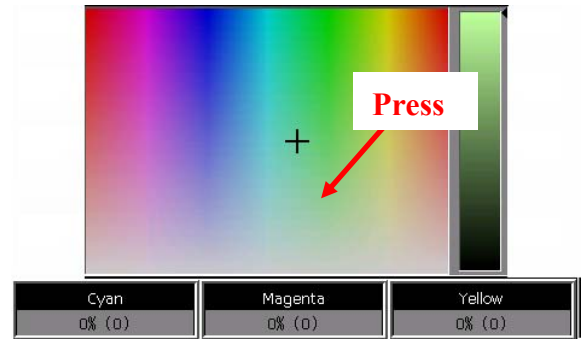 Press
Cyan
Magenta
Yellow
0% (0)
0% (0)
0% (0)